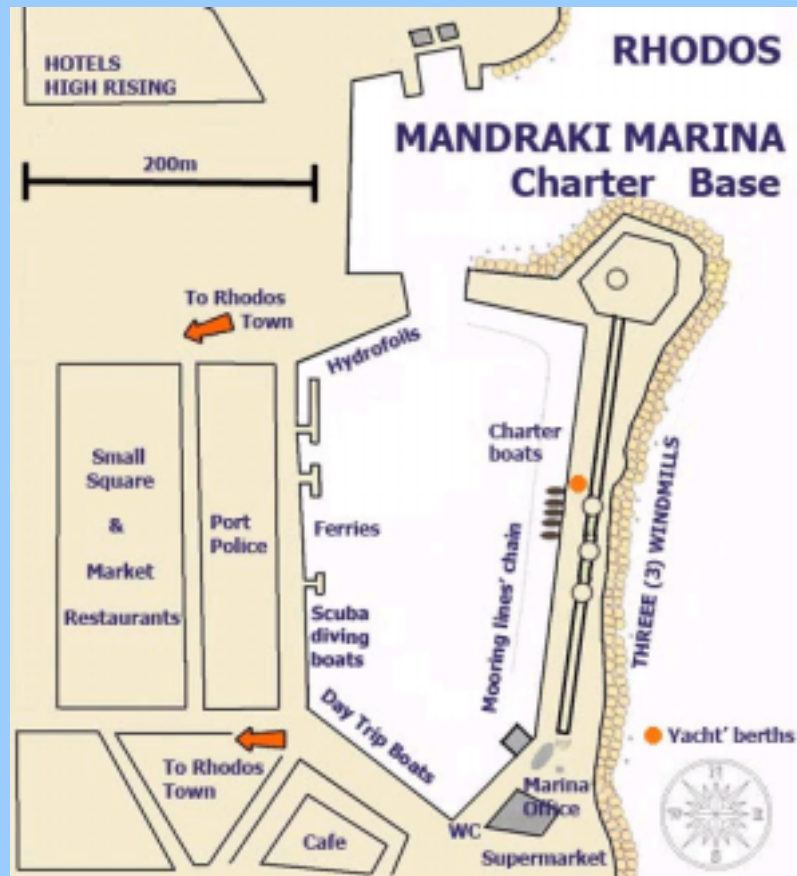 HOTELS
HIGH RISING
RHODOS
MANDRAKI MARINA
Charter Base
200m
To Rhodos
Town
Hydrofoils
Charter
boats
Small
Square
&
Market
Restaurants
Port
Police
Ferries
Scuba
diving
boats
Mooring lines' chain
THREEE (3) WINDMILLS
Day Trip Boats
Yacht' berths
To Rhodos
Town
Cafe
WC
Marina
Office
Supermarket
N
W
E
S